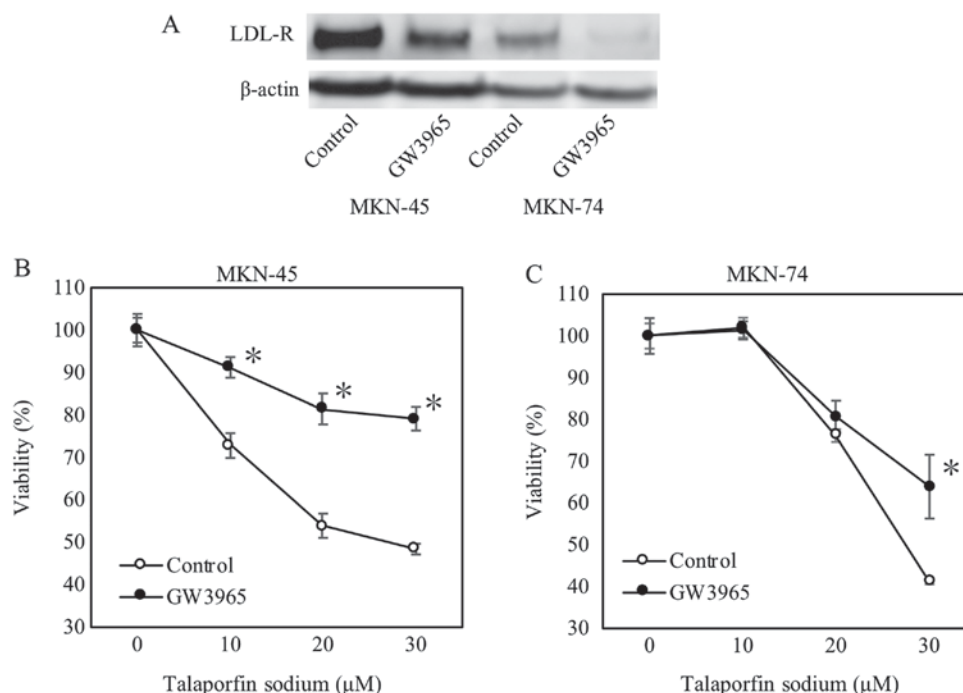 A
LDL-R
β-actin
Control
GW3965
Control
GW3965
MKN-45
MKN-74
B
MKN-45
110
100
90
80
70
60
50
40
30
Viability (%)
*
*
*
Control
GW3965
0
10
20
30
Talaporfin sodium (μM)
C
MKN-74
110
100
90
80
70
60
50
40
30
Viability (%)
*
Control
GW3965
0
10
20
30
Talaporfin sodium (μM)